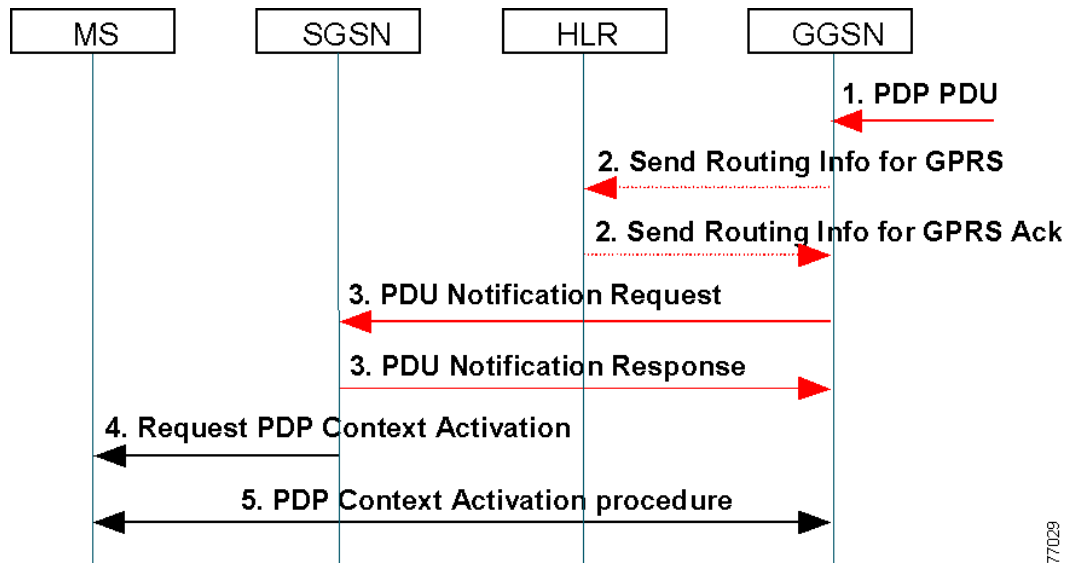 MS
SGSN
HLR
GGSN
1. PDP PDU
2. Send Routing Info for GPRS
2. Send Routing Info for GPRS Ack
3. PDU Notification Request
3. PDU Notification Response
4. Request PDP Context Activation
5. PDP Context Activation procedure
77029